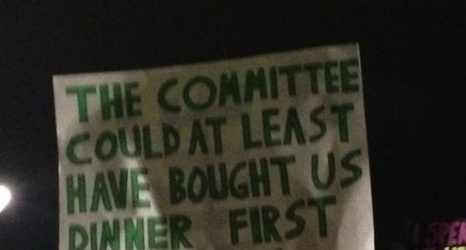 THE COMMITTEE
COULD AT LEAST
HAVE BOUGHT US
DINNER FIRST